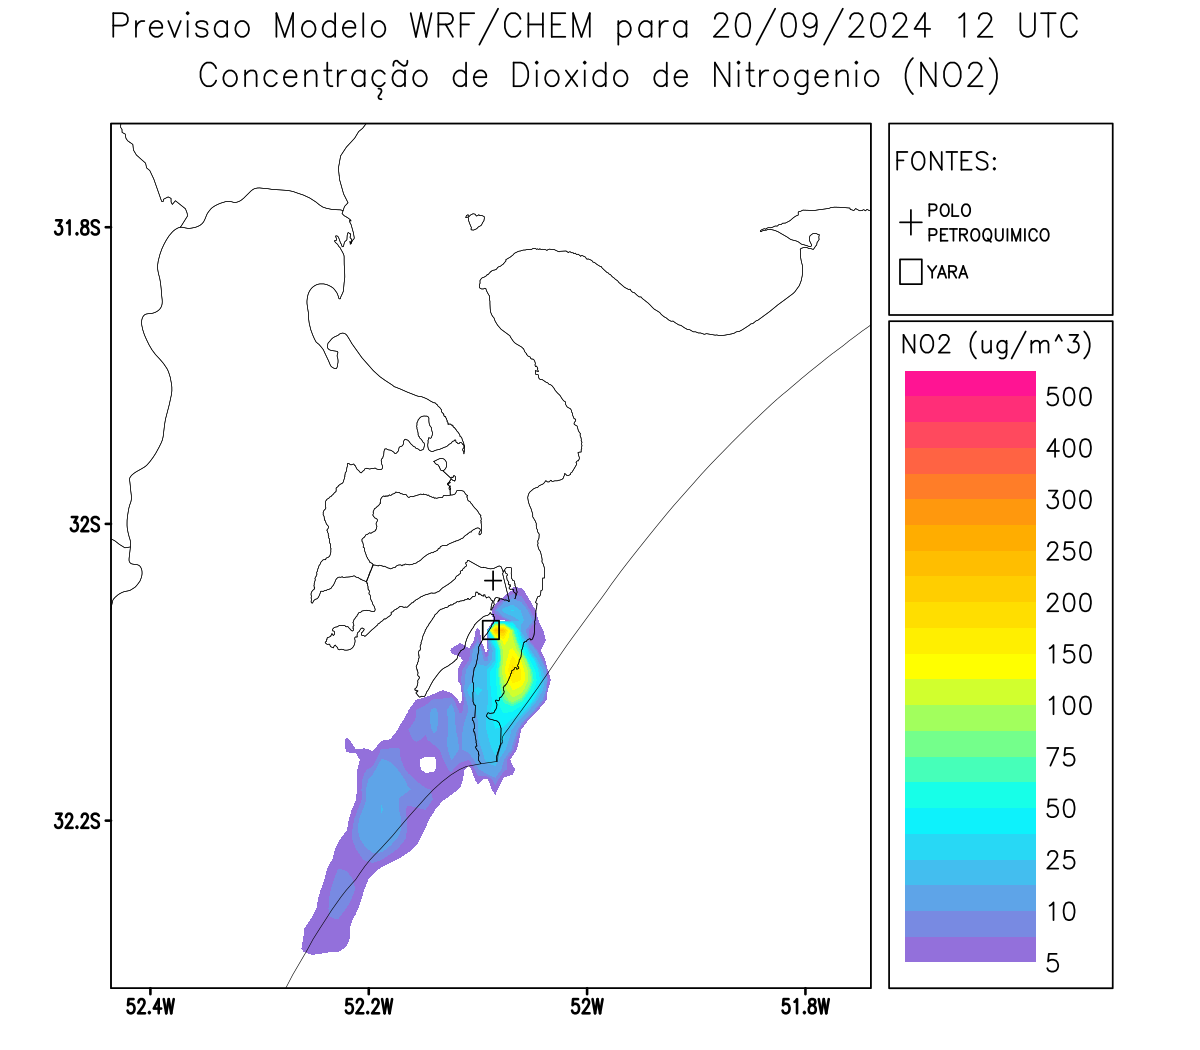 Previsao Modelo WRF/CHEM para 20/09/2024 12 UTC
Concentração de Dioxido de Nitrogenio (NO2)
FONTES:
POLO
PETROQUIMICO
YARA
NO2 (ug/m^3)
500
400
300
250
200
150
100
75
50
25
10
5
31.8S
32S
32.2S
52.4W
52.2W
52W
51.8W